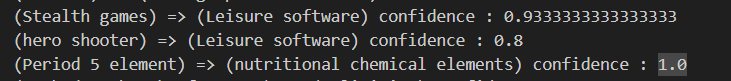 (Stealth games) => (Leisure software) confidence : 0.9333333333333333
(hero shooter) => (Leisure software) confidence : 0.8
(Period 5 element) => (nutritional chemical elements) confidence : 1.0